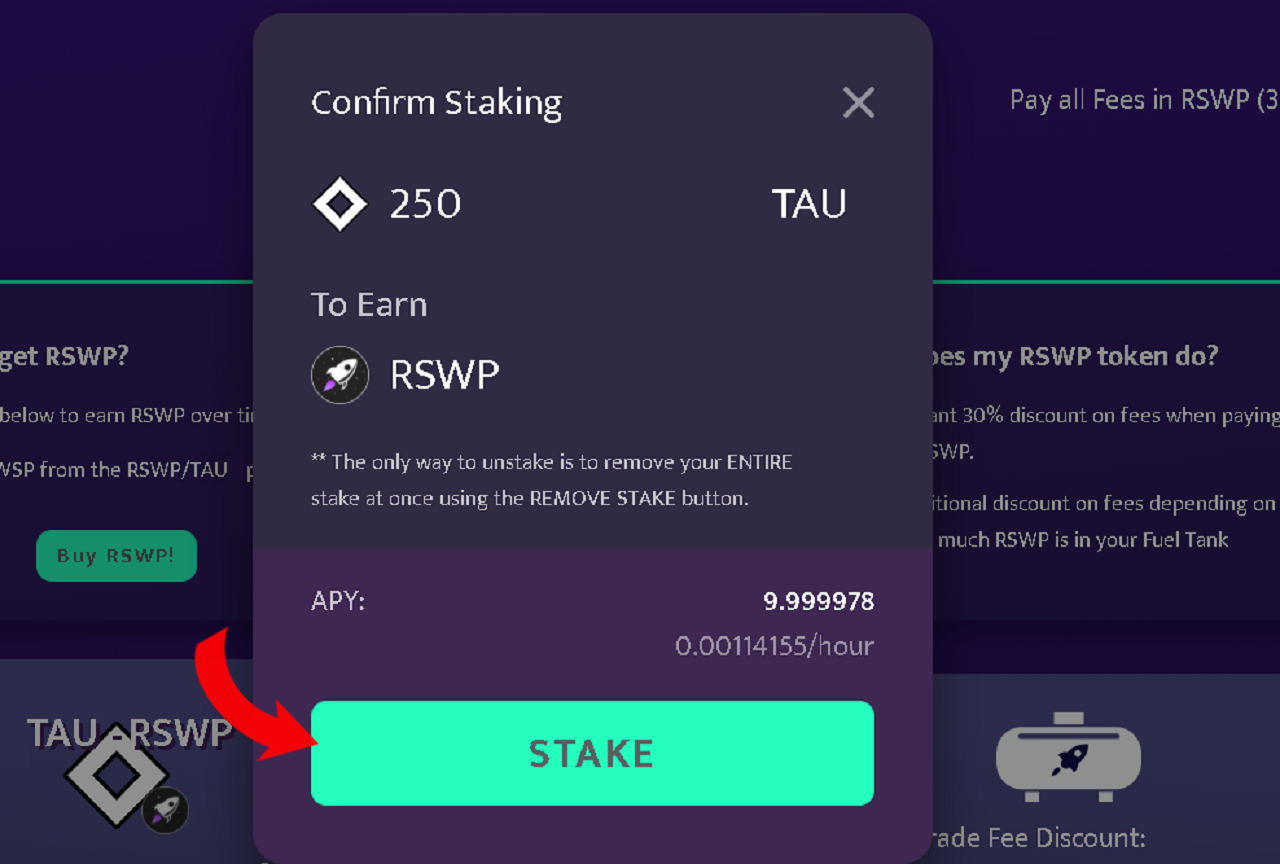 Confirm Staking
Pay all Fees in RSWP (3
250 TAU
To Earn
RSWP
** The only way to unstake is to remove your ENTIRE
stake at once using the REMOVE STAKE button.
APY: 9.999978
0.00114155/hour
STAKE
get RSWP?
below to earn RSWP over ti
WSP from the RSWP/TAU p
Buy RSWP!
TAU - RSWP
oes my RSWP token do?
ant 30% discount on fees when paying
SWP.
itional discount on fees depending on
much RSWP is in your Fuel Tank
rade Fee Discount: